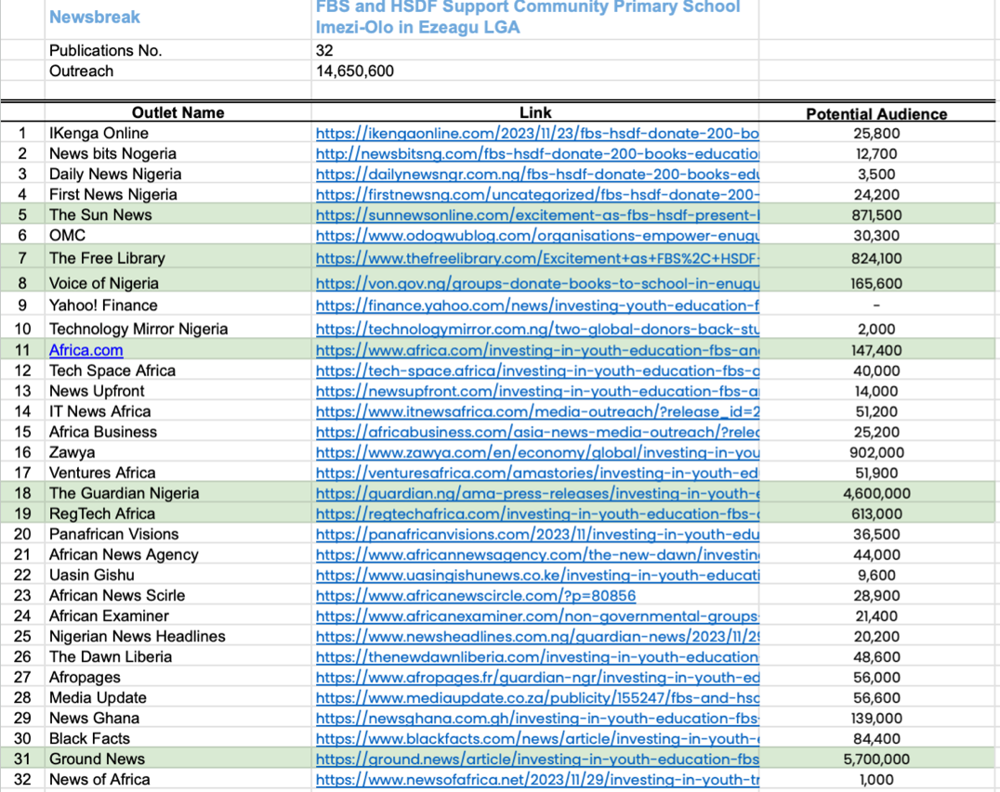 Newsbreak FBS and HSDF Support Community Primary School
Imezi-Olo in Ezeagu LGA
Publications No. 32
Outreach 14,650,600
Outlet Name Link Potential Audience
1 IKenga Online https://ikengaonline.com/2023/11/23/fbs-hsdf-donate-200-bo 25,800
2 News bits Nogeria http://newsbitsng.com/fbs-hsdf-donate-200-books-educatio 12,700
3 Daily News Nigeria https://dailynewsngr.com.ng/fbs-hsdf-donate-200-books-edu 3,500
4 First News Nigeria https://firstnewsng.com/uncategorized/fbs-hsdf-donate-200- 24,200
5 The Sun News https://sunnewsonline.com/excitement-as-fbs-hsdf-present- 871,500
6 OMC https://www.odogwublog.com/organisations-empower-enugu 30,300
7 The Free Library https://www.thefreelibrary.com/Excitement+as+FBS%2C+HSDF- 824,100
8 Voice of Nigeria https://von.gov.ng/groups-donate-books-to-school-in-enugu 165,600
9 Yahoo! Finance https://finance.yahoo.com/news/investing-youth-education-f -
10 Technology Mirror Nigeria https://technologymirror.com.ng/two-global-donors-back-stu 2,000
11 Africa.com https://www.africa.com/investing-in-youth-education-fbs-an 147,400
12 Tech Space Africa https://tech-space.africa/investing-in-youth-education-fbs-a 40,000
13 News Upfront https://newsupfront.com/investing-in-youth-education-fbs-a 14,000
14 IT News Africa https://www.itnewsafrica.com/media-outreach/?release_id=2 51,200
15 Africa Business https://africabusiness.com/asia-news-media-outreach/?relec 25,200
16 Zawya https://www.zawya.com/en/economy/global/investing-in-you 902,000
17 Ventures Africa https://venturesafrica.com/amastories/investing-in-youth-ed 51,900
18 The Guardian Nigeria https://guardian.ng/ama-press-releases/investing-in-youth-e 4,600,000
19 RegTech Africa https://regtechafrica.com/investing-in-youth-education-fbs- 613,000
20 Panafrican Visions https://panafricanvisions.com/2023/11/investing-in-youth-edu 36,500
21 African News Agency https://www.africannewsagency.com/the-new-dawn/investin 44,000
22 Uasin Gishu https://www.uasingishunews.co.ke/investing-in-youth-educati 9,600
23 African News Scirle https://www.africanewscircle.com/?p=80856 28,900
24 African Examiner https://www.africanexaminer.com/non-governmental-groups- 21,400
25 Nigerian News Headlines https://www.newsheadlines.com.ng/guardian-news/2023/11/29 20,200
26 The Dawn Liberia https://thenewdawnliberia.com/investing-in-youth-education 48,600
27 Afropages https://www.afropages.fr/guardian-ngr/investing-in-youth-ed 56,000
28 Media Update https://www.mediaupdate.co.za/publicity/155247/fbs-and-hsd 56,600
29 News Ghana https://newsghana.com.gh/investing-in-youth-education-fbs- 139,000
30 Black Facts https://www.blackfacts.com/news/article/investing-in-youth- 84,400
31 Ground News https://ground.news/article/investing-in-youth-education-fbs 5,700,000
32 News of Africa https://www.newsofafrica.net/2023/11/29/investing-in-youth-tr 1,000